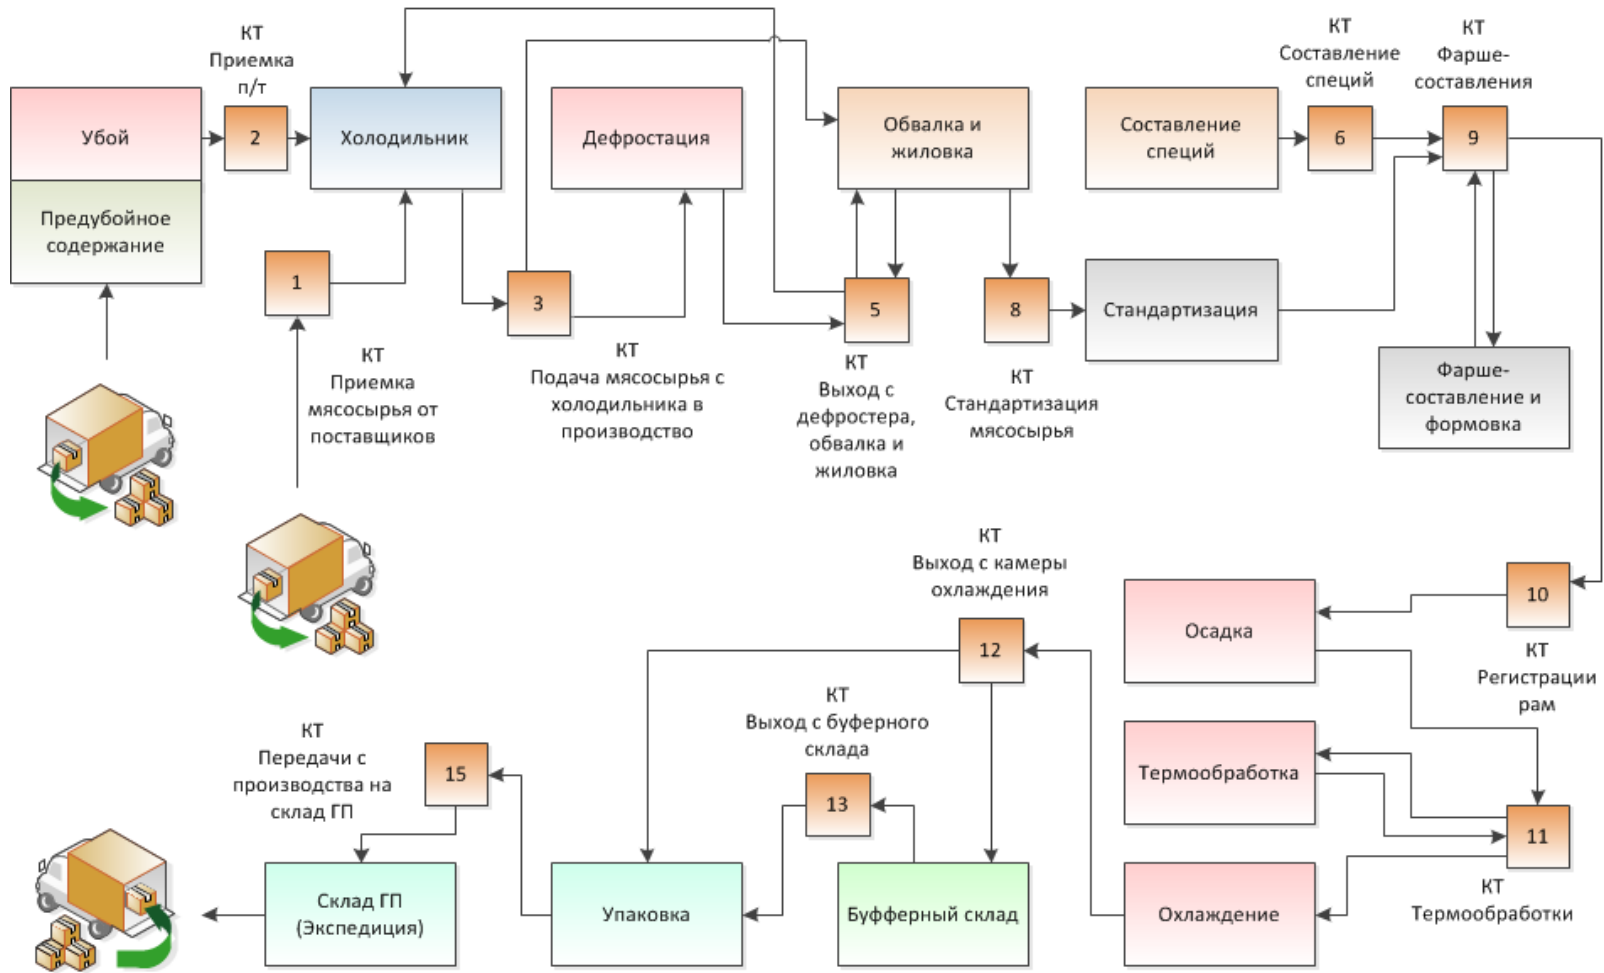 КТ
Приемка
п/т
КТ
Составление
специй
КТ
Фарше-
составления
Убой
2
Холодильник
Дефростация
Обвалка и
жиловка
Составление
специй
6
9
Предубойное
содержание
1
3
5
8
Стандартизация
КТ
Приемка
мясосырья от
поставщиков
КТ
Подача мясосырья с
холодильника в
производство
КТ
Выход с
дефростера,
обвалка и
жиловка
КТ
Стандартизация
мясосырья
Фарше-
составление и
формовка
КТ
Выход с камеры
охлаждения
12
Осадка
10
КТ
Регистрации
рам
КТ
Выход с буферного
склада
13
КТ
Передачи с
производства на
склад ГП
15
Термообработка
11
КТ
Термообработки
Склад ГП
(Экспедиция)
Упаковка
Буфферный склад
Охлаждение